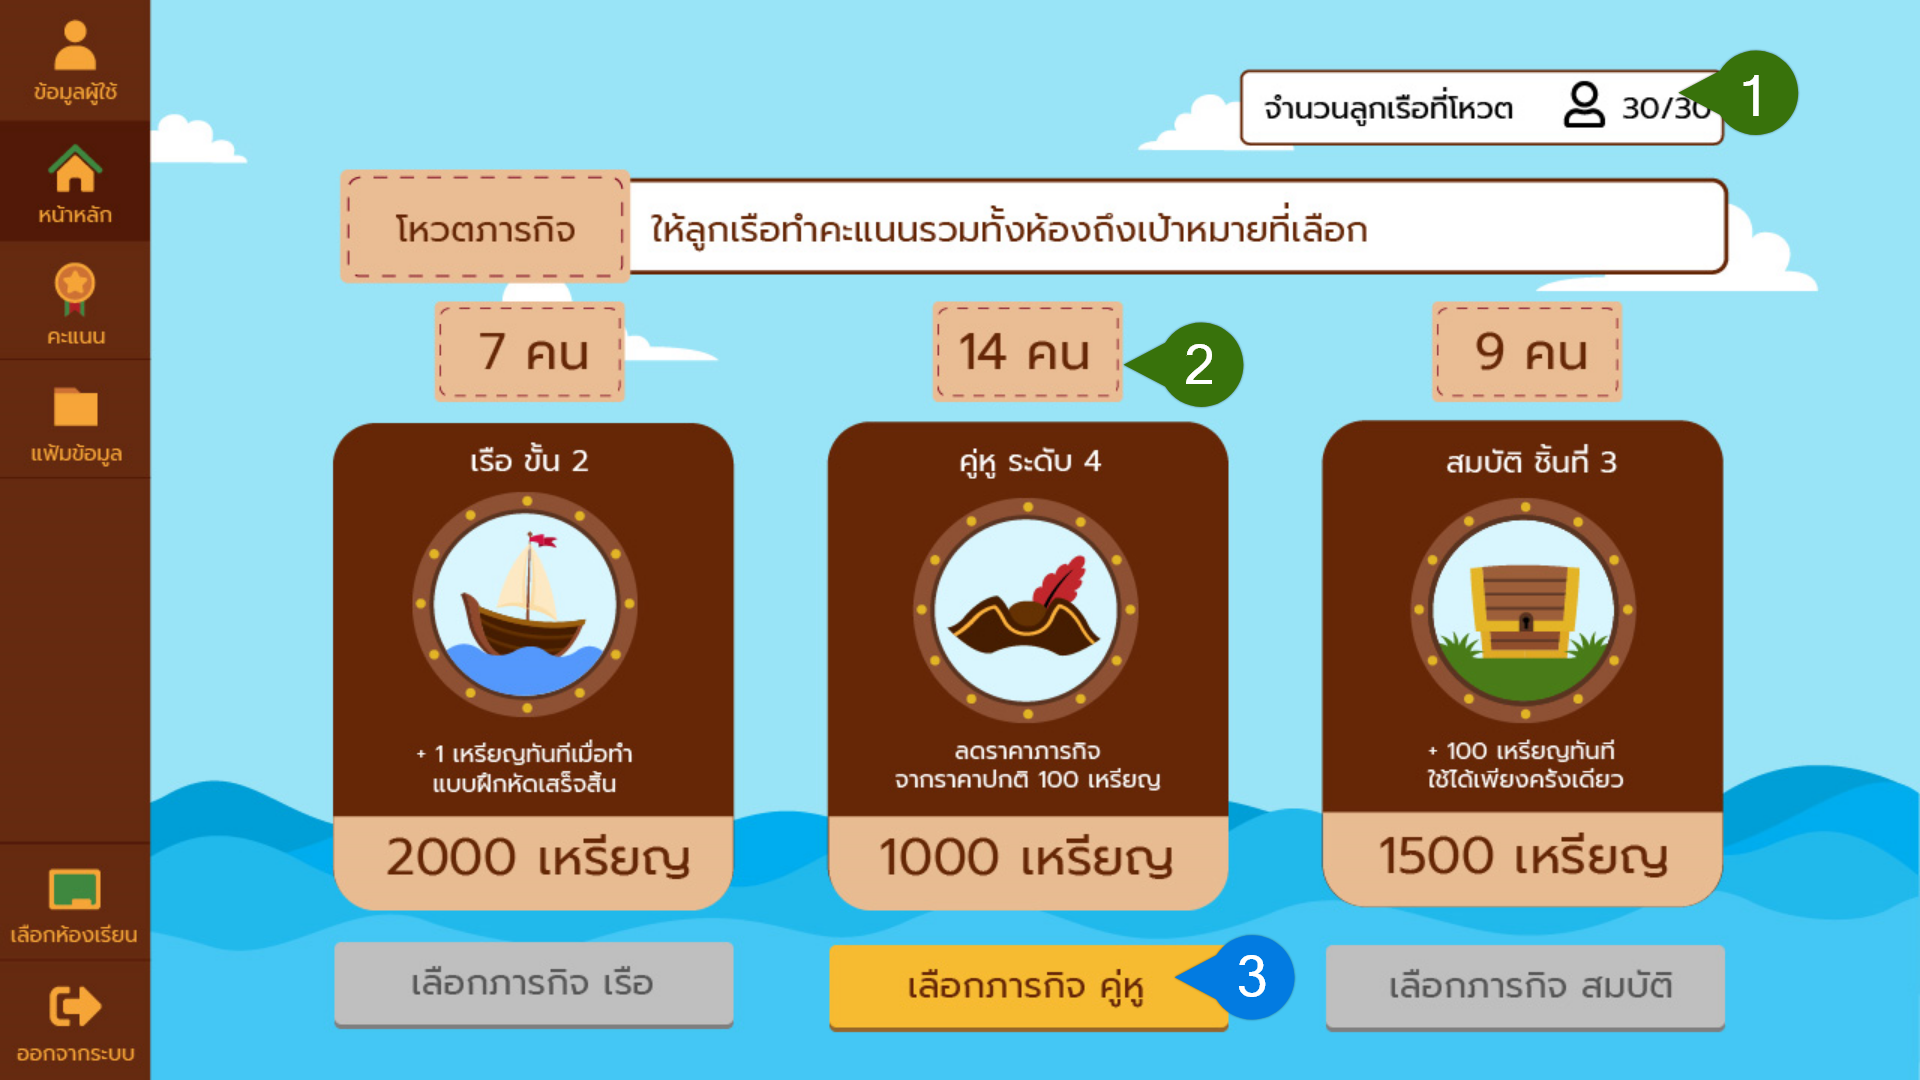 ข้อมูลผู้ใช้
หน้าหลัก
คะแนน
แฟ้มข้อมูล
เลือกห้องเรียน
ออกจากระบบ
จำนวนลูกเรือที่โหวต 30/30
1
โหวตภารกิจ ให้ลูกเรือทำคะแนนรวมทั้งห้องถึงเป้าหมายที่เลือก
7 คน
14 คน
2
9 คน
เรือ ขั้น 2
+ 1 เหรียญทันทีเมื่อทำ
แบบฝึกหัดเสร็จสิ้น
2000 เหรียญ
เลือกภารกิจ เรือ
คู่หู ระดับ 4
ลดราคาภารกิจ
จากราคาปกติ 100 เหรียญ
1000 เหรียญ
เลือกภารกิจ คู่หู
3
สมบัติ ชิ้นที่ 3
+ 100 เหรียญทันที
ใช้ได้เพียงครั้งเดียว
1500 เหรียญ
เลือกภารกิจ สมบัติ